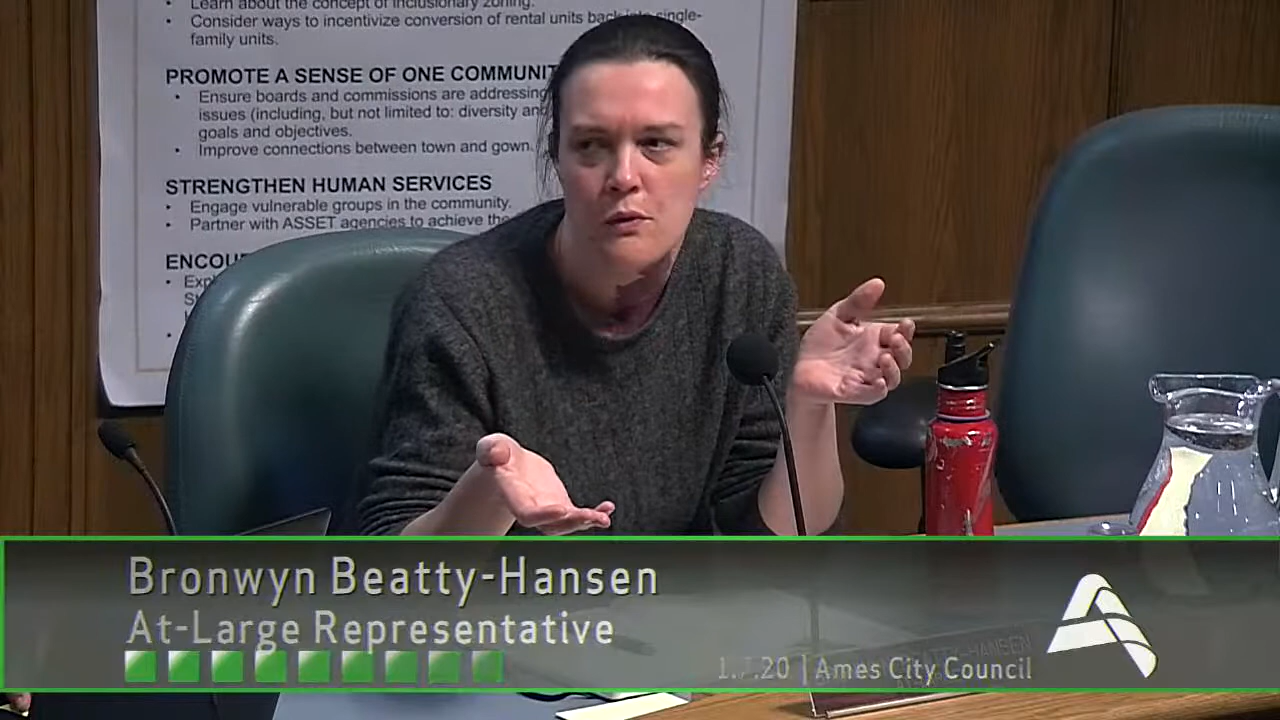 Learn about the concept of inclusionary zoning.
• Consider ways to incentivize conversion of rental units back into single-
family units.
PROMOTE A SENSE OF ONE
• Ensure boards and commissions are addressing
issues (including, but not limited to: diversity and
goals and objectives.
• Improve connections between town and gown.
STRENGTHEN HUMAN SERVICES
• Engage vulnerable groups in the community.
• Partner with ASSET agencies to achieve
Bronwyn Beatty-Hansen
At-Large Representative
| Ames City Council
BEATTY-HANSEN